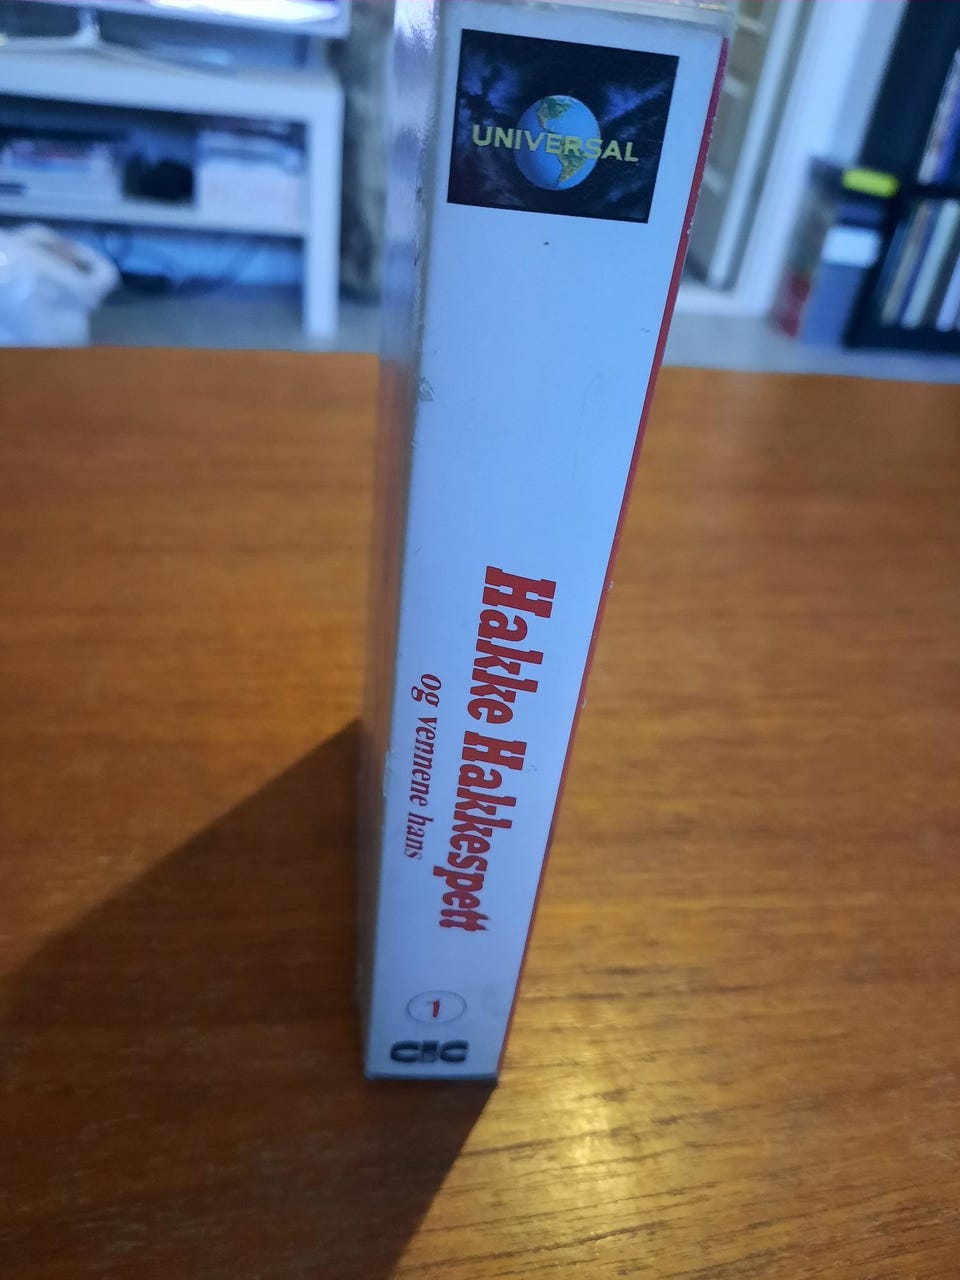 UNIVERSAL
Hakke Hakkespett
og vennene hans
1
CIC